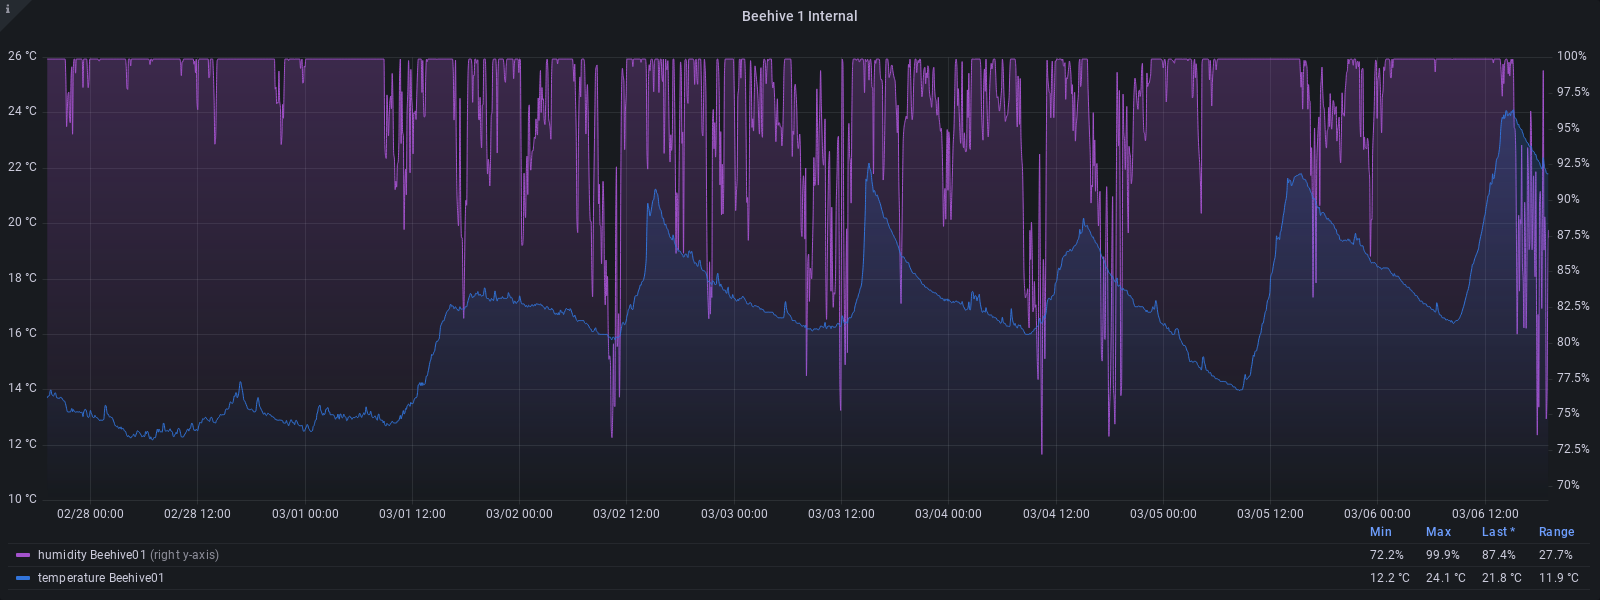 i
Beehive 1 Internal
26 °C 100%
97.5%
24 °C
95%
22 °C 92.5%
90%
20 °C
87.5%
18 °C 85%
82.5%
16 °C
80%
14 °C 77.5%
75%
12 °C 72.5%
10 °C 70%
02/28 00:00 02/28 12:00 03/01 00:00 03/01 12:00 03/02 00:00 03/02 12:00 03/03 00:00 03/03 12:00 03/04 00:00 03/04 12:00 03/05 00:00 03/05 12:00 03/06 00:00 03/06 12:00
Min Max Last * Range
humidity Beehive01 (right y-axis) 72.2% 99.9% 87.4% 27.7%
temperature Beehive01 12.2 °C 24.1 °C 21.8 °C 11.9 °C